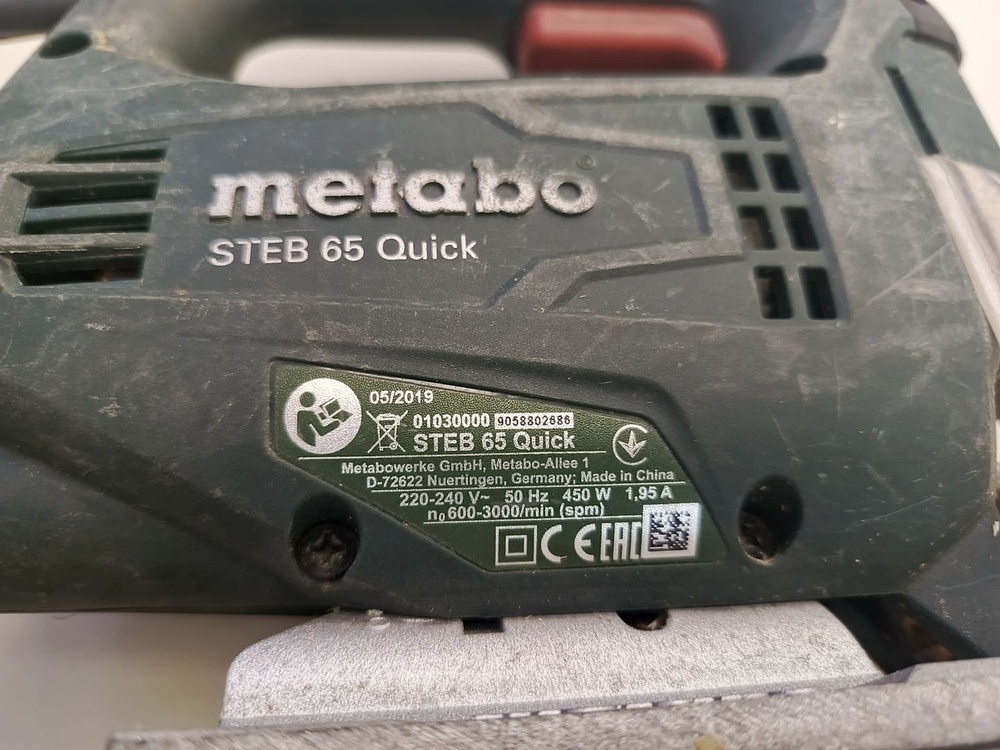 metabo
STEB 65 Quick
05/2019
01030000 9058802686
STEB 65 Quick
Metabowerke GmbH, Metabo-Allee 1
D-72622 Nuertingen, Germany; Made in China
220-240 V~ 50 Hz 450 W 1,95 A
n₀ 600-3000/min (spm)
CE EAC